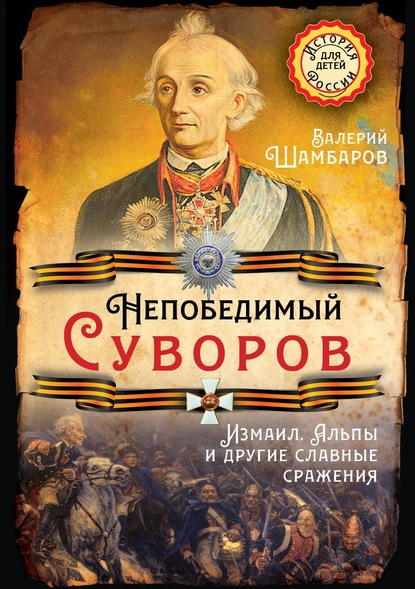 История
для
детей
России
Валерий
Шамбаров
Непобедимый
Суворов
Измаил, Альпы
и другие славные
сражения